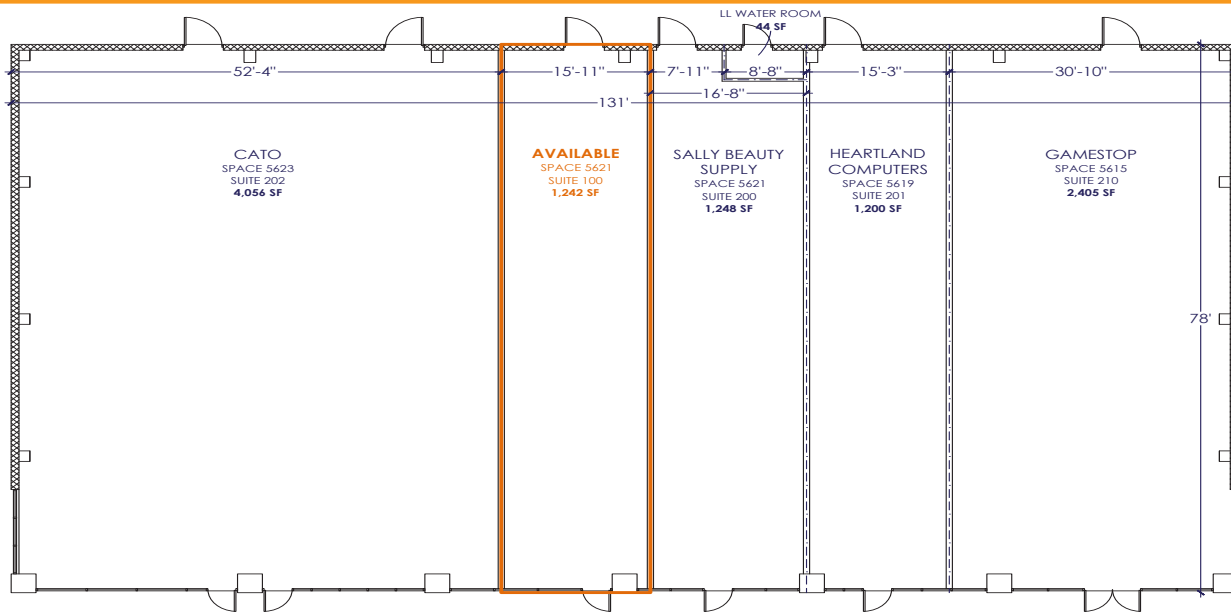 LL WATER ROOM
44 SF
52'-4"
15'-11"
7'-11"
8'-8"
15'-3"
30'-10"
16'-8"
131'
CATO
SPACE 5623
SUITE 202
4,056 SF
AVAILABLE
SPACE 5621
SUITE 100
1,242 SF
SALLY BEAUTY
SUPPLY
SPACE 5621
SUITE 200
1,248 SF
HEARTLAND
COMPUTERS
SPACE 5619
SUITE 201
1,200 SF
GAMESTOP
SPACE 5615
SUITE 210
2,405 SF
78'